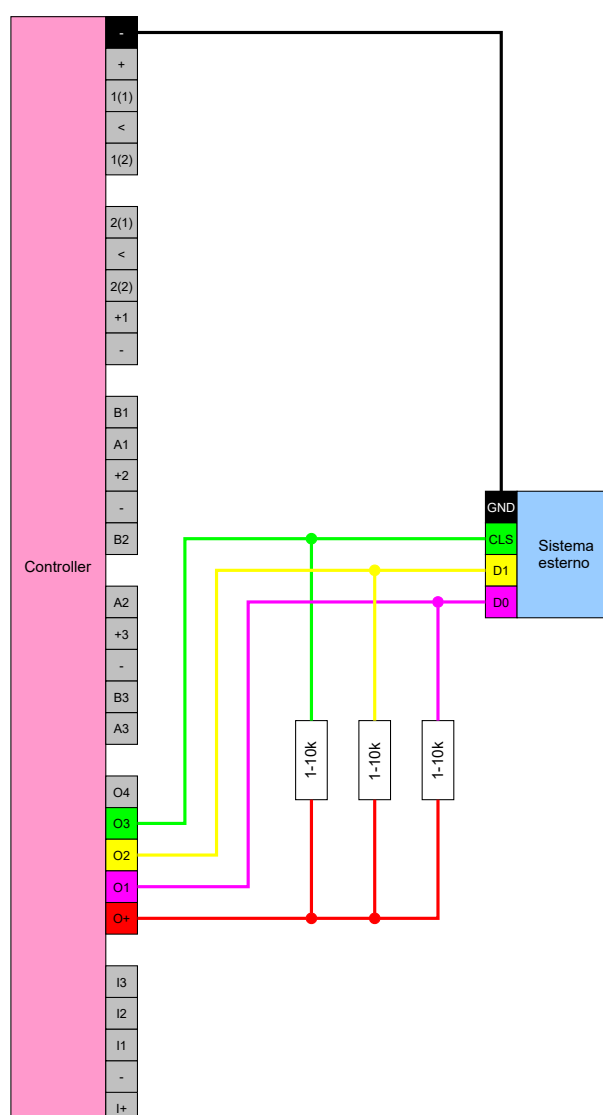 -
+
1(1)
<
1(2)
2(1)
<
2(2)
+1
-
B1
A1
+2
-
B2
Controller
A2
+3
-
B3
A3
O4
O3
O2
O1
O+
I3
I2
I1
-
I+
GND
CLS
D1
D0
Sistema
esterno
1-10k
1-10k
1-10k